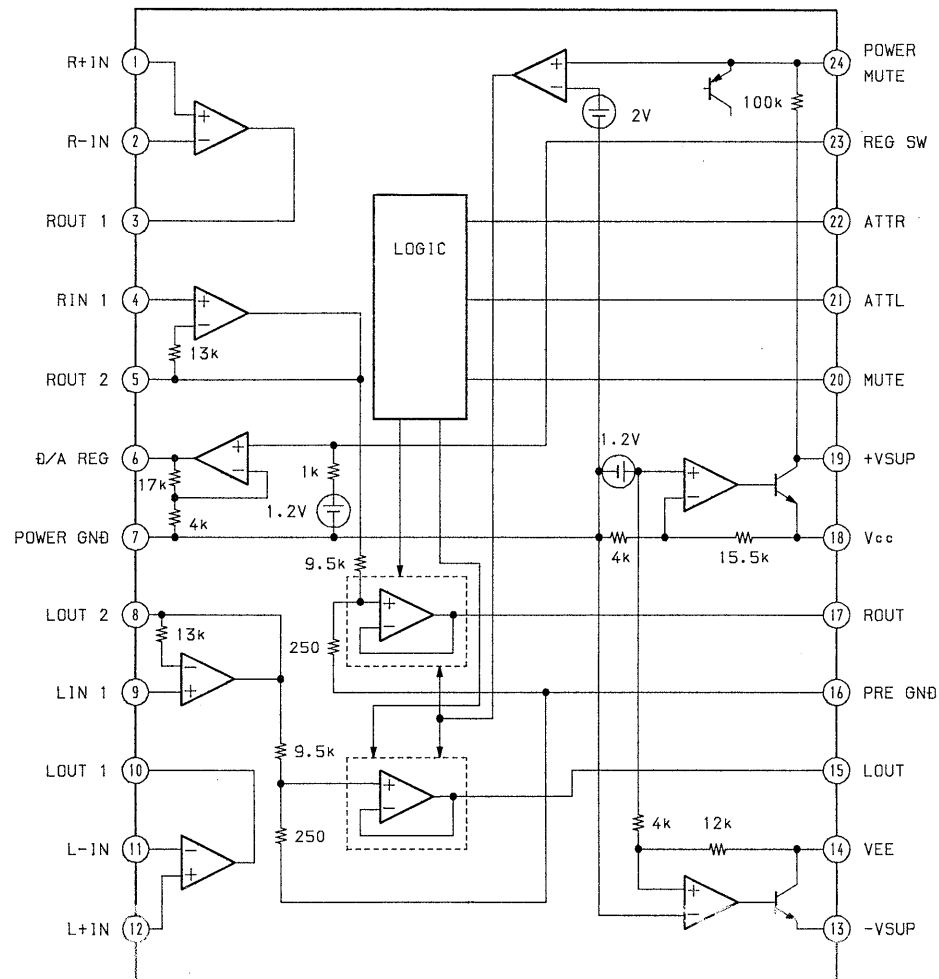 R+IN 1
R-IN 2
ROUT 1 3
RIN 1 4
ROUT 2 5
Đ/A REG 6
POWER GNĐ 7
LOUT 2 8
LIN 1 9
LOUT 1 10
L-IN 11
L+IN 12
+
−
+
−
13k
+
−
17k
4k
1k
1.2V
9.5k
+
−
250
13k
−
+
9.5k
250
+
−
−
+
LOGIC
+
−
2V
100k
1.2V
+
−
4k
15.5k
4k
12k
+
−
24 POWER
MUTE
23 REG SW
22 ATTR
21 ATTL
20 MUTE
19 +VSUP
18 Vcc
17 ROUT
16 PRE GNĐ
15 LOUT
14 VEE
13 -VSUP